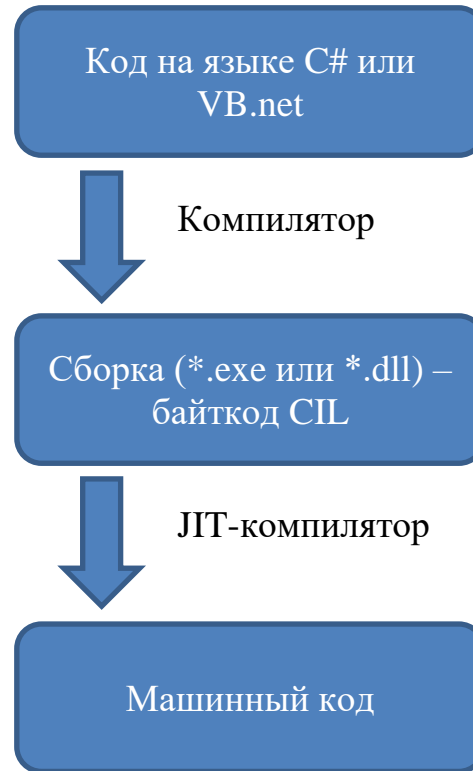 Код на языке C# или
VB.net
Компилятор
Сборка (*.exe или *.dll) –
байткод CIL
JIT-компилятор
Машинный код